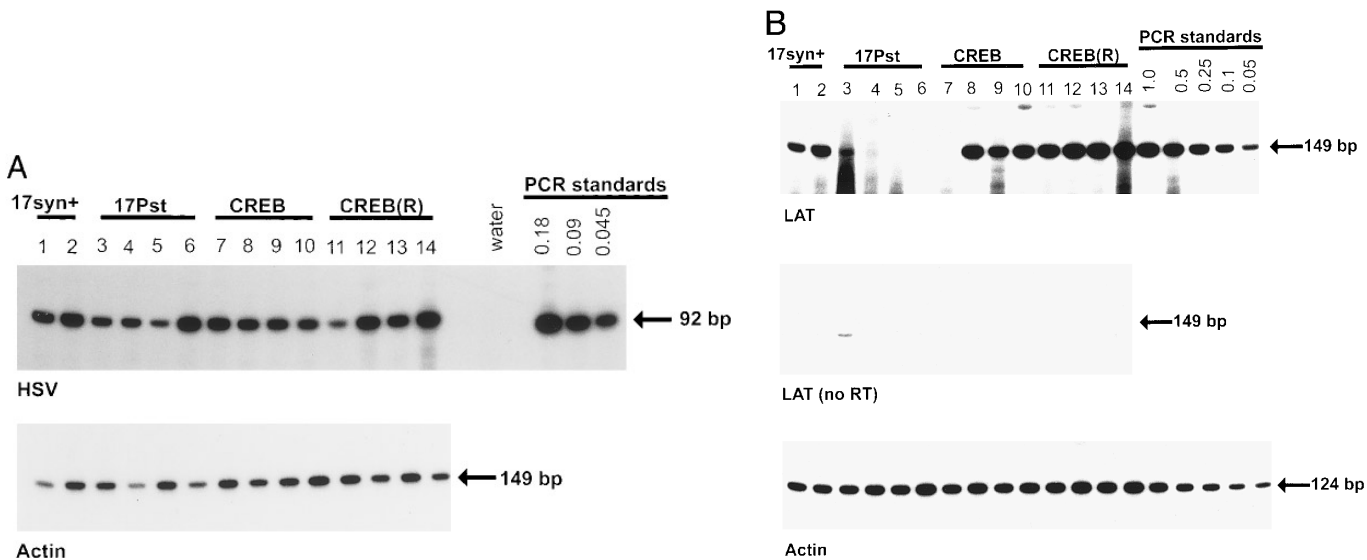 A
17syn+ 17Pst CREB CREB(R) water PCR standards
1 2 3 4 5 6 7 8 9 10 11 12 13 14 0.18 0.09 0.045
92 bp
HSV
149 bp
Actin
B
17syn+ 17Pst CREB CREB(R) PCR standards
1 2 3 4 5 6 7 8 9 10 11 12 13 14 1.0 0.5 0.25 0.1 0.05
149 bp
LAT
149 bp
LAT (no RT)
124 bp
Actin